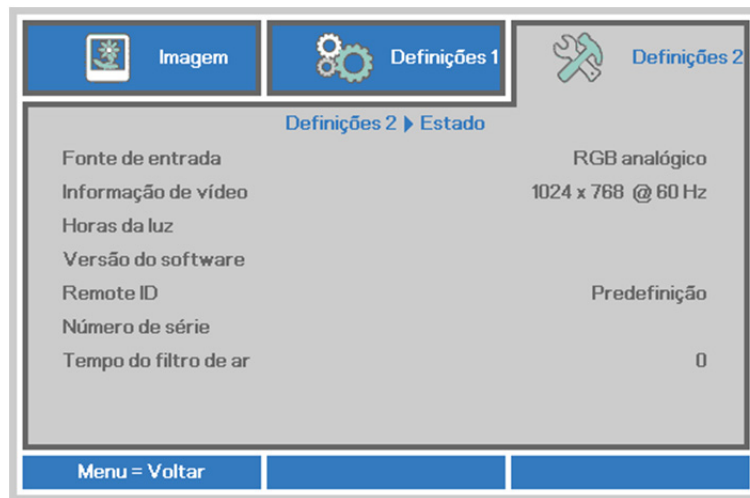 Imagem
Definições 1
Definições 2
Definições 2 Estado
Fonte de entrada RGB analógico
Informação de vídeo 1024 x 768 @ 60 Hz
Horas da luz
Versão do software
Remote ID Predefinição
Número de série
Tempo do filtro de ar 0
Menu = Voltar